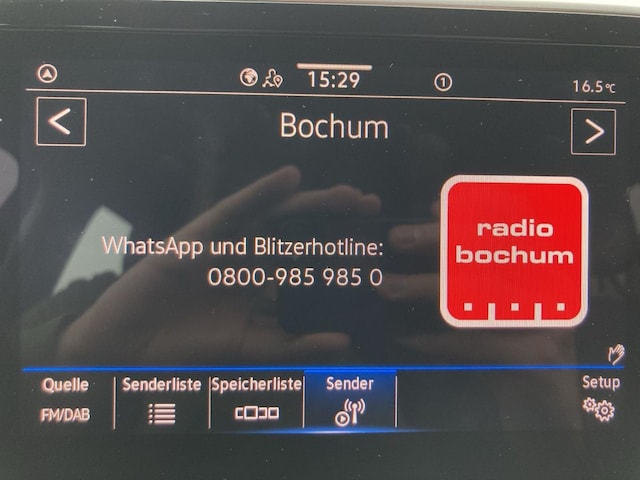 15:29
1
16.5°C
<
Bochum
>
WhatsApp und Blitzerhotline:
0800-985 985 0
radio
bochum
Quelle
FM/DAB
Senderliste
Speicherliste
Sender
Setup